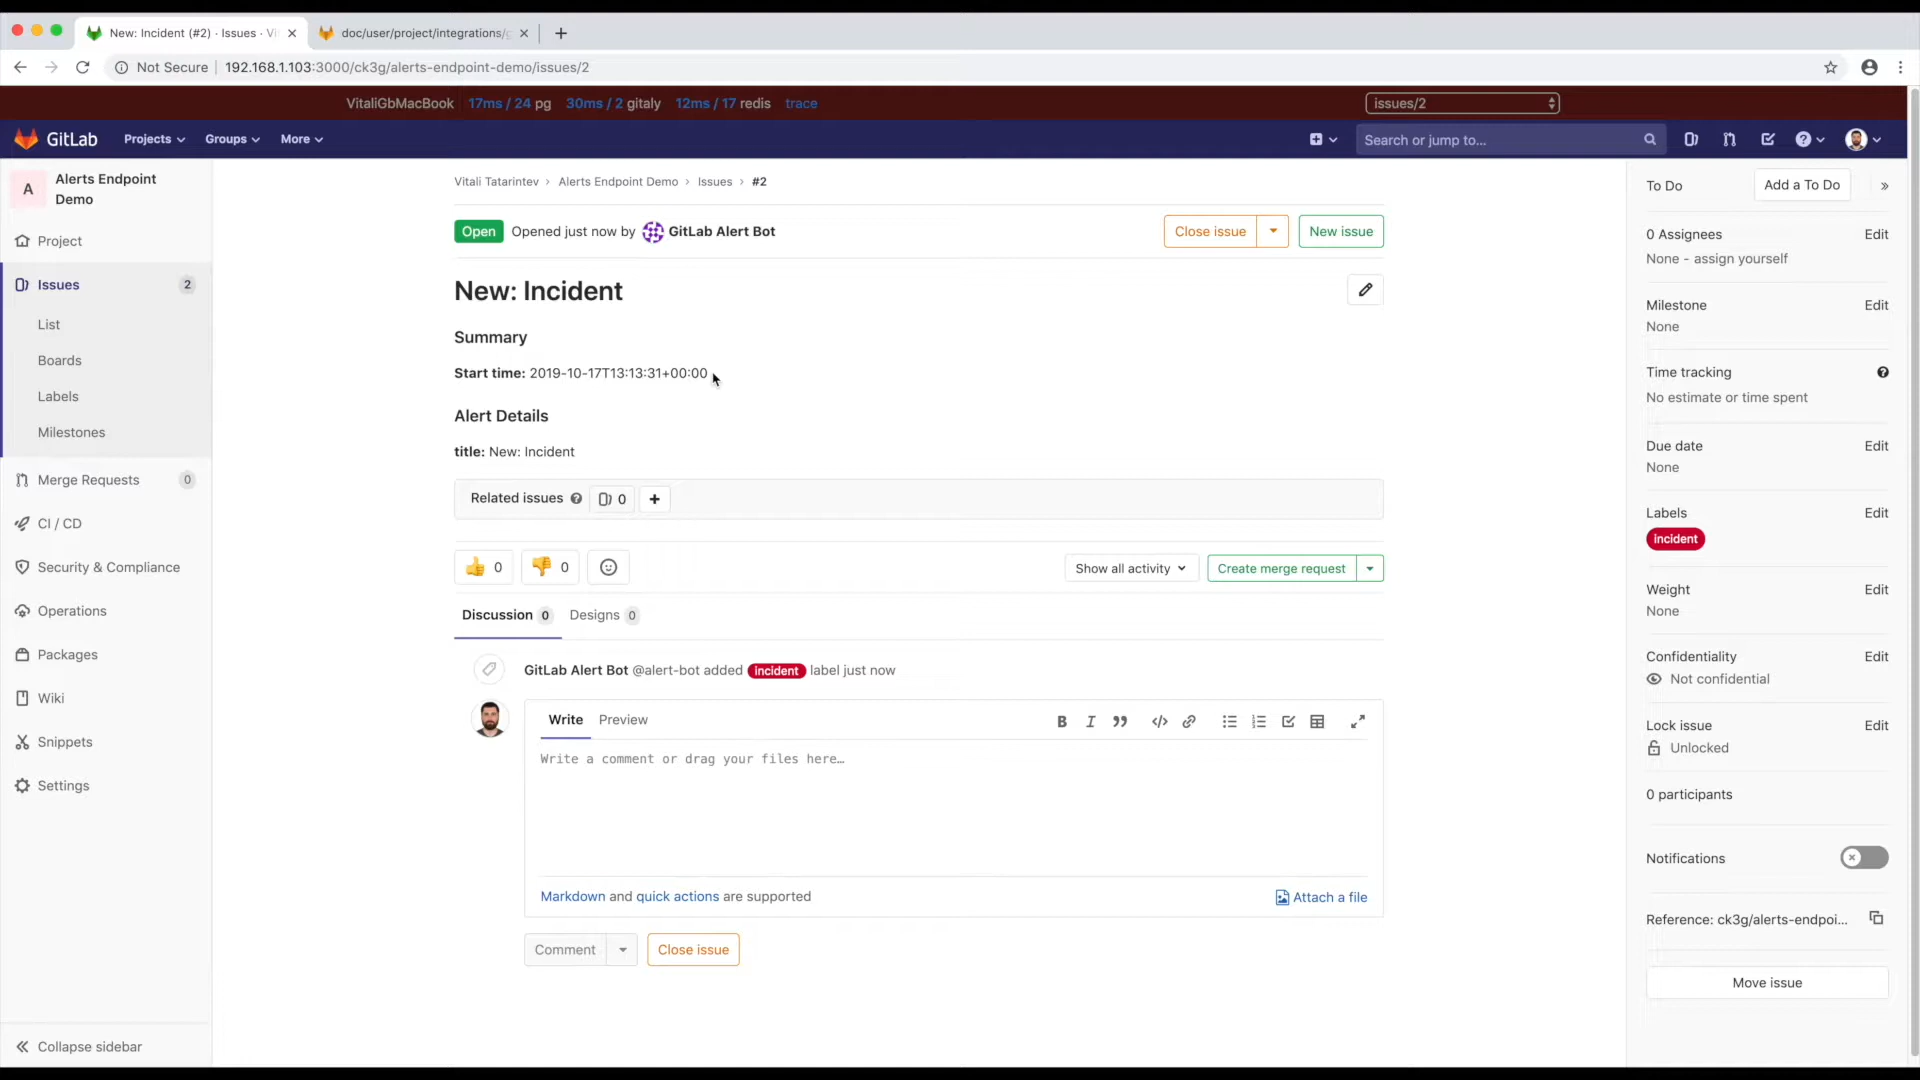 New: Incident (#2) · Issues · Vi
doc/user/project/integrations/g
Not Secure
192.168.1.103:3000/ck3g/alerts-endpoint-demo/issues/2
VitaliGbMacBook 17ms / 24 pg 30ms / 2 gitaly 12ms / 17 redis trace
issues/2
GitLab
Projects
Groups
More
Search or jump to...
A
Alerts Endpoint
Demo
Project
Issues 2
List
Boards
Labels
Milestones
Merge Requests 0
CI / CD
Security & Compliance
Operations
Packages
Wiki
Snippets
Settings
Collapse sidebar
Vitali Tatarintev › Alerts Endpoint Demo › Issues › #2
Open Opened just now by GitLab Alert Bot
Close issue
New issue
New: Incident
Summary
Start time: 2019-10-17T13:13:31+00:00
Alert Details
title: New: Incident
Related issues 0
0
0
Show all activity
Create merge request
Discussion 0 Designs 0
GitLab Alert Bot @alert-bot added incident label just now
Write Preview
Write a comment or drag your files here…
Markdown and quick actions are supported
Attach a file
Comment
Close issue
To Do
Add a To Do
0 Assignees Edit
None - assign yourself
Milestone Edit
None
Time tracking
No estimate or time spent
Due date Edit
None
Labels Edit
incident
Weight Edit
None
Confidentiality Edit
Not confidential
Lock issue Edit
Unlocked
0 participants
Notifications
Reference: ck3g/alerts-endpoi...
Move issue